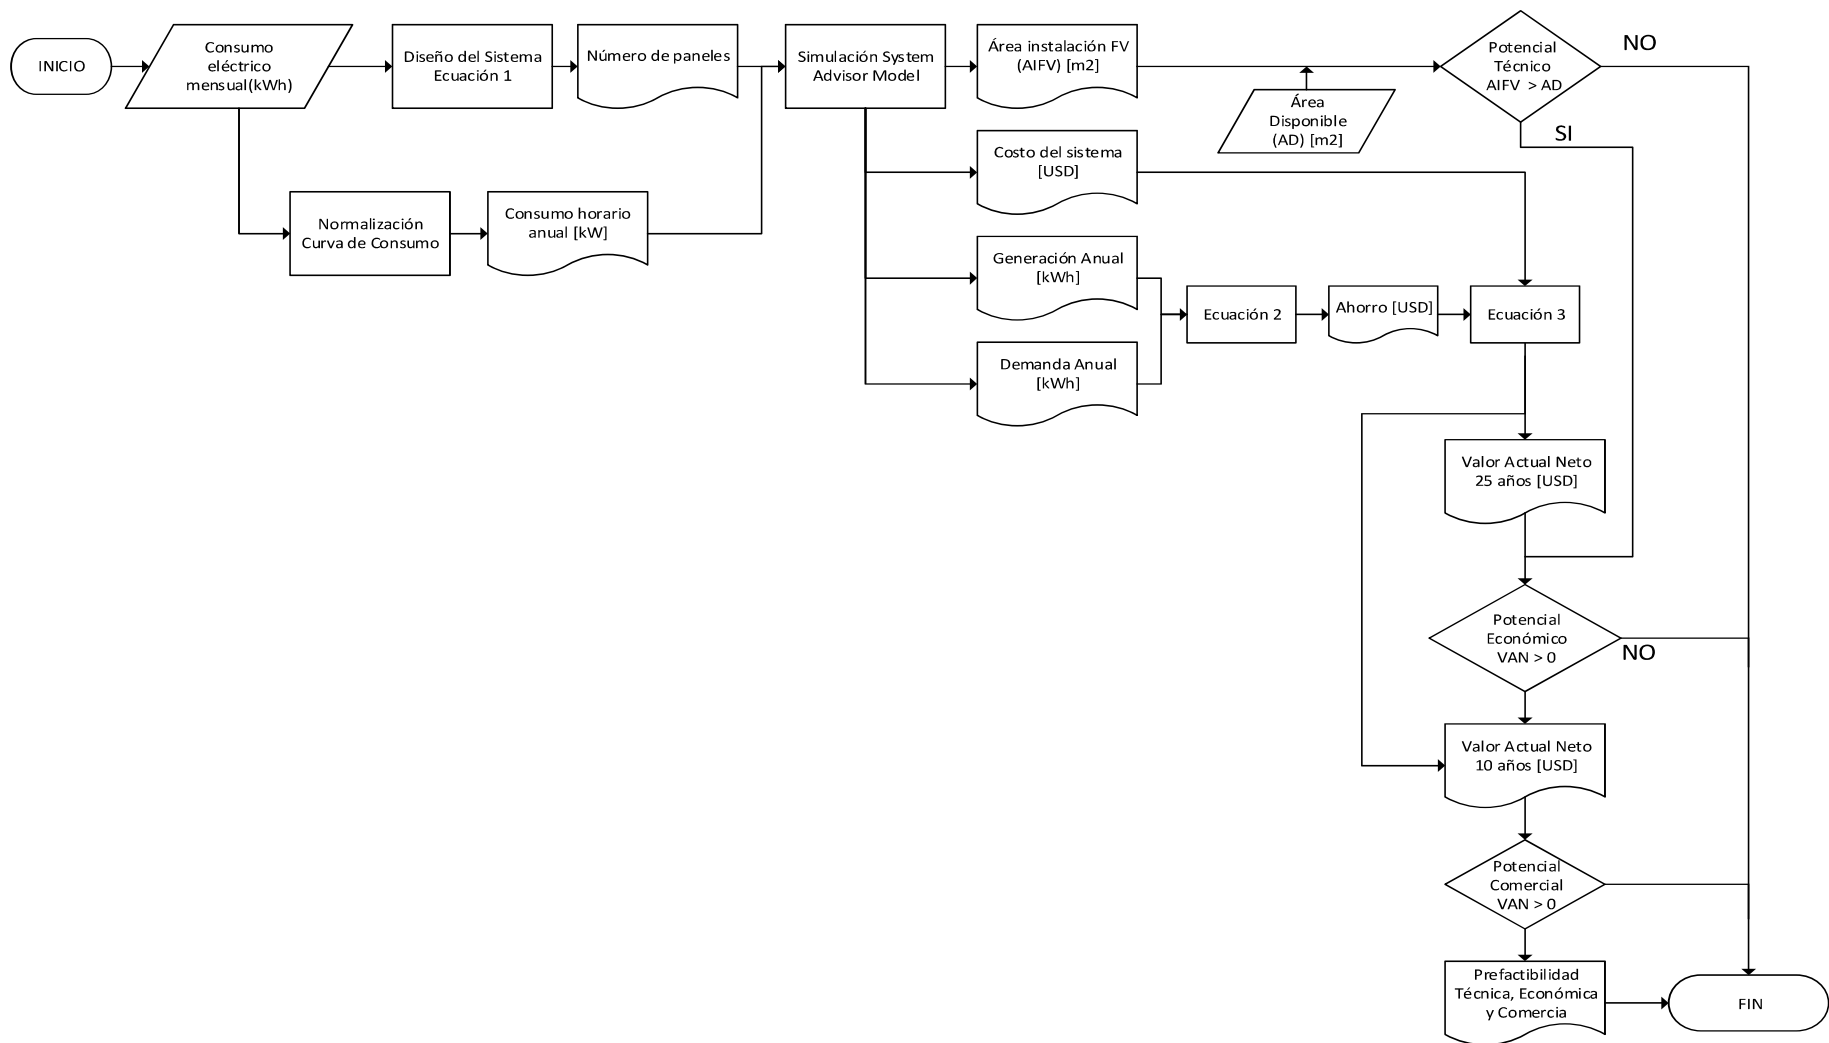 INICIO
Consumo
eléctrico
mensual(kWh)
Diseño del Sistema
Ecuación 1
Número de paneles
Simulación System
Advisor Model
Área instalación FV
(AIFV) [m2]
Área
Disponible
(AD) [m2]
Potencial
Técnico
AIFV > AD
NO
SI
Normalización
Curva de Consumo
Consumo horario
anual [kW]
Costo del sistema
[USD]
Generación Anual
[kWh]
Demanda Anual
[kWh]
Ecuación 2
Ahorro [USD]
Ecuación 3
Valor Actual Neto
25 años [USD]
Potencial
Económico
VAN > 0
NO
Valor Actual Neto
10 años [USD]
Potencial
Comercial
VAN > 0
Prefactibilidad
Técnica, Económica
y Comercia
FIN